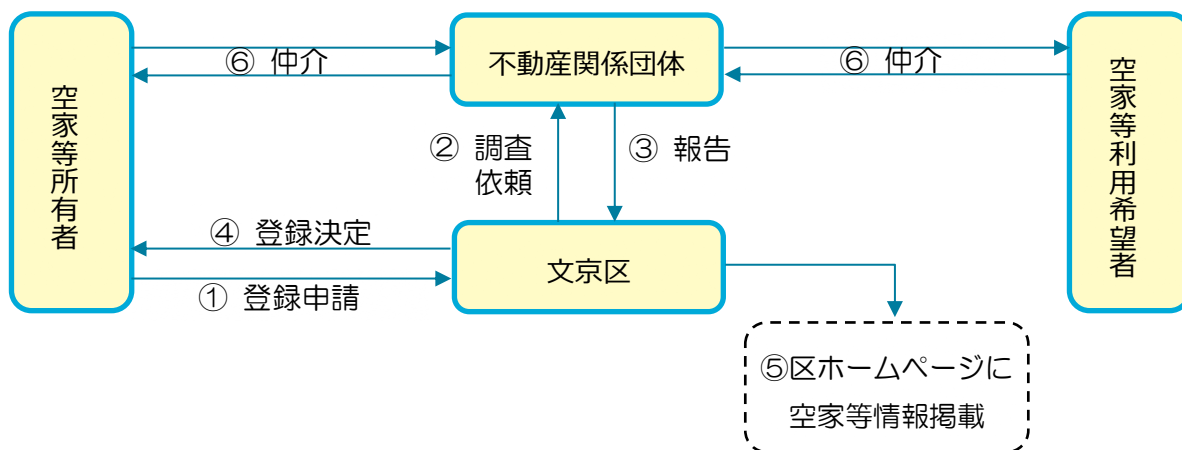 空家等所有者
⑥ 仲介
不動産関係団体
⑥ 仲介
空家等利用希望者
② 調査
依頼
③ 報告
④ 登録決定
文京区
① 登録申請
⑤区ホームページに
空家等情報掲載